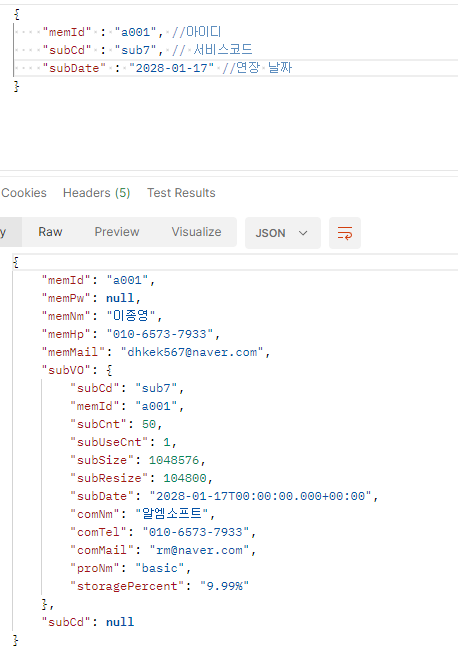 {
"memId" : "a001", //아이디
"subCd" : "sub7", // 서비스코드
"subDate" : "2028-01-17" //연장 날짜
}
Cookies Headers (5) Test Results
y Raw Preview Visualize JSON
{
"memId": "a001",
"memPw": null,
"memNm": "이종영",
"memHp": "010-6573-7933",
"memMail": "dhkek567@naver.com",
"subVO": {
"subCd": "sub7",
"memId": "a001",
"subCnt": 50,
"subUseCnt": 1,
"subSize": 1048576,
"subResize": 104800,
"subDate": "2028-01-17T00:00:00.000+00:00",
"comNm": "알엠소프트",
"comTel": "010-6573-7933",
"comMail": "rm@naver.com",
"proNm": "basic",
"storagePercent": "9.99%"
},
"subCd": null
}